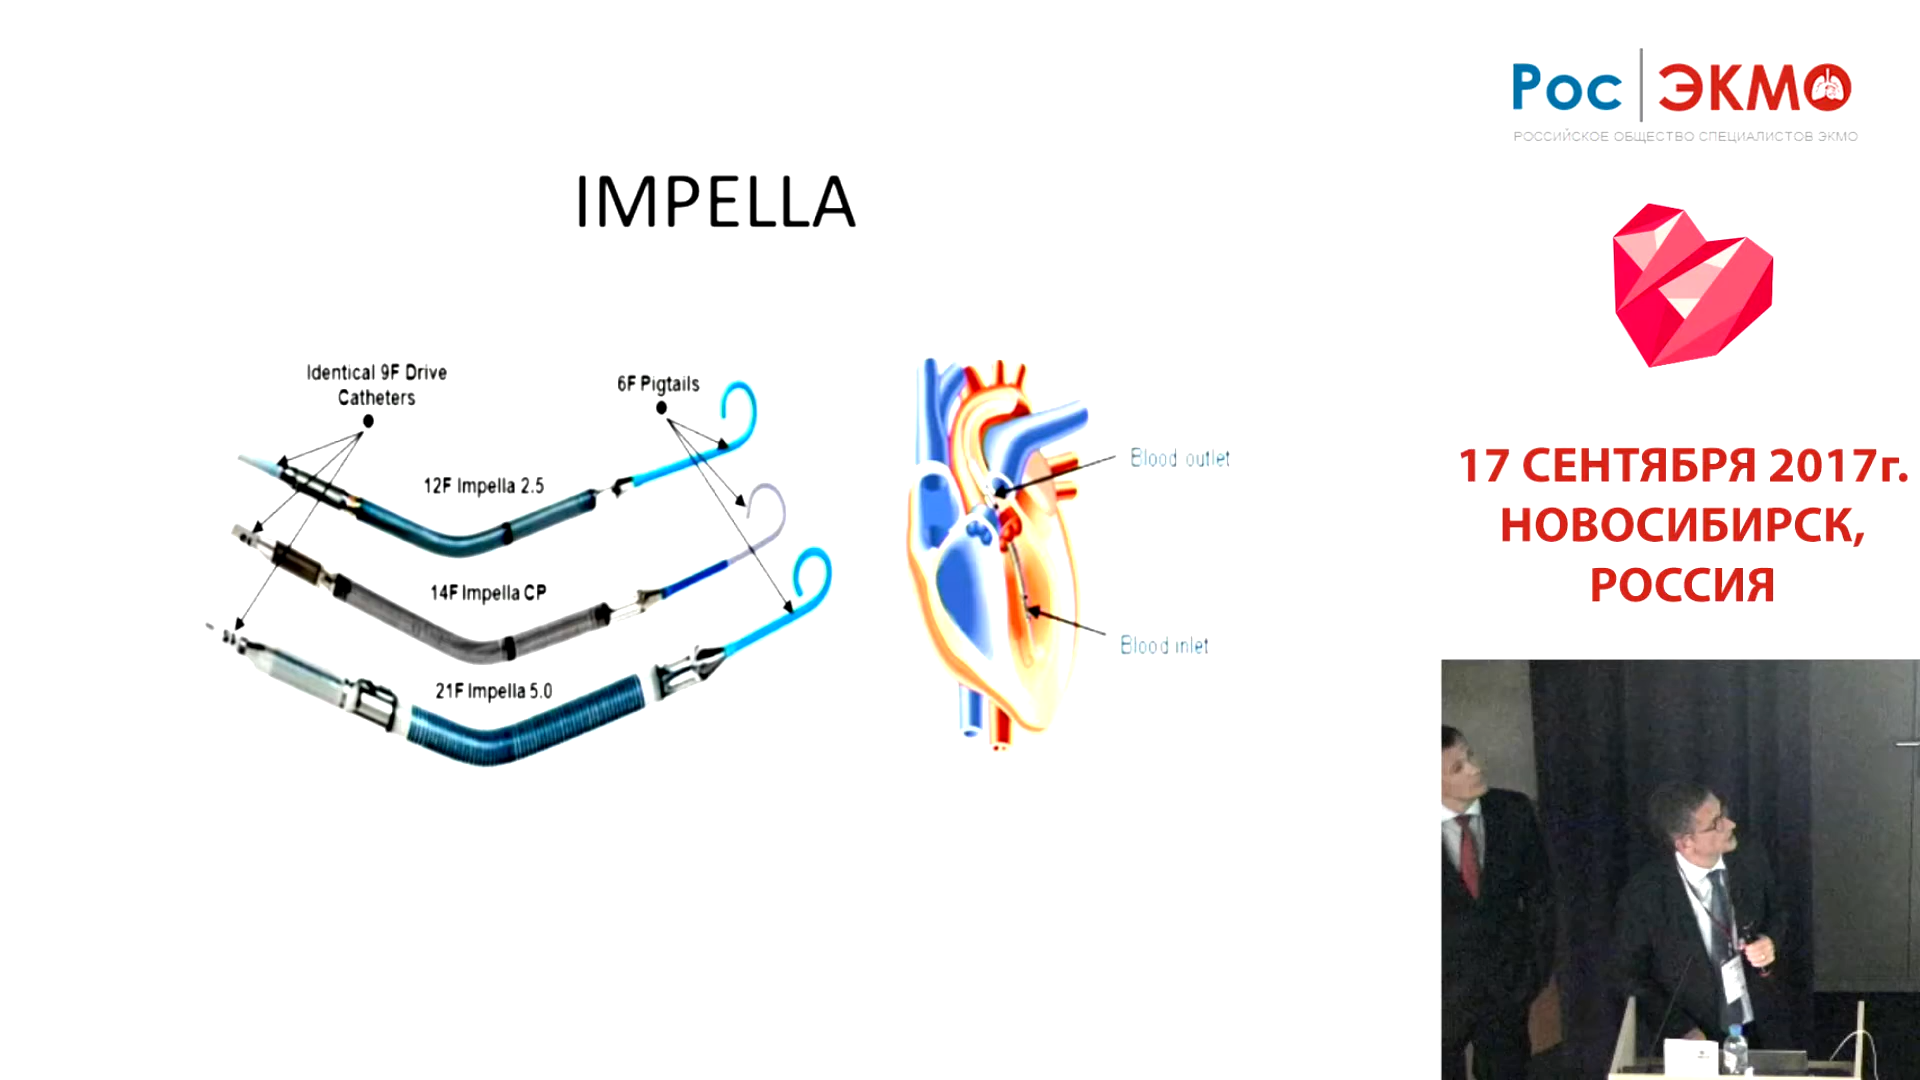 Рос ЭКМО
РОССИЙСКОЕ ОБЩЕСТВО СПЕЦИАЛИСТОВ ЭКМО
IMPELLA
Identical 9F Drive
Catheters
6F Pigtails
12F Impella 2.5
14F Impella CP
21F Impella 5.0
Blood outlet
Blood inlet
17 СЕНТЯБРЯ 2017г.
НОВОСИБИРСК,
РОССИЯ